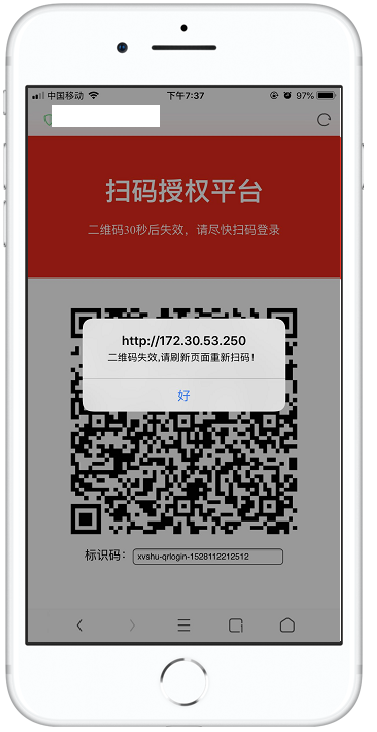 中国移动 下午7:37 97%
扫码授权平台
二维码30秒后失效，请尽快扫码登录
http://172.30.53.250
二维码失效,请刷新页面重新扫码！
好
标识码： xvshu-qrlogin-1528112212512